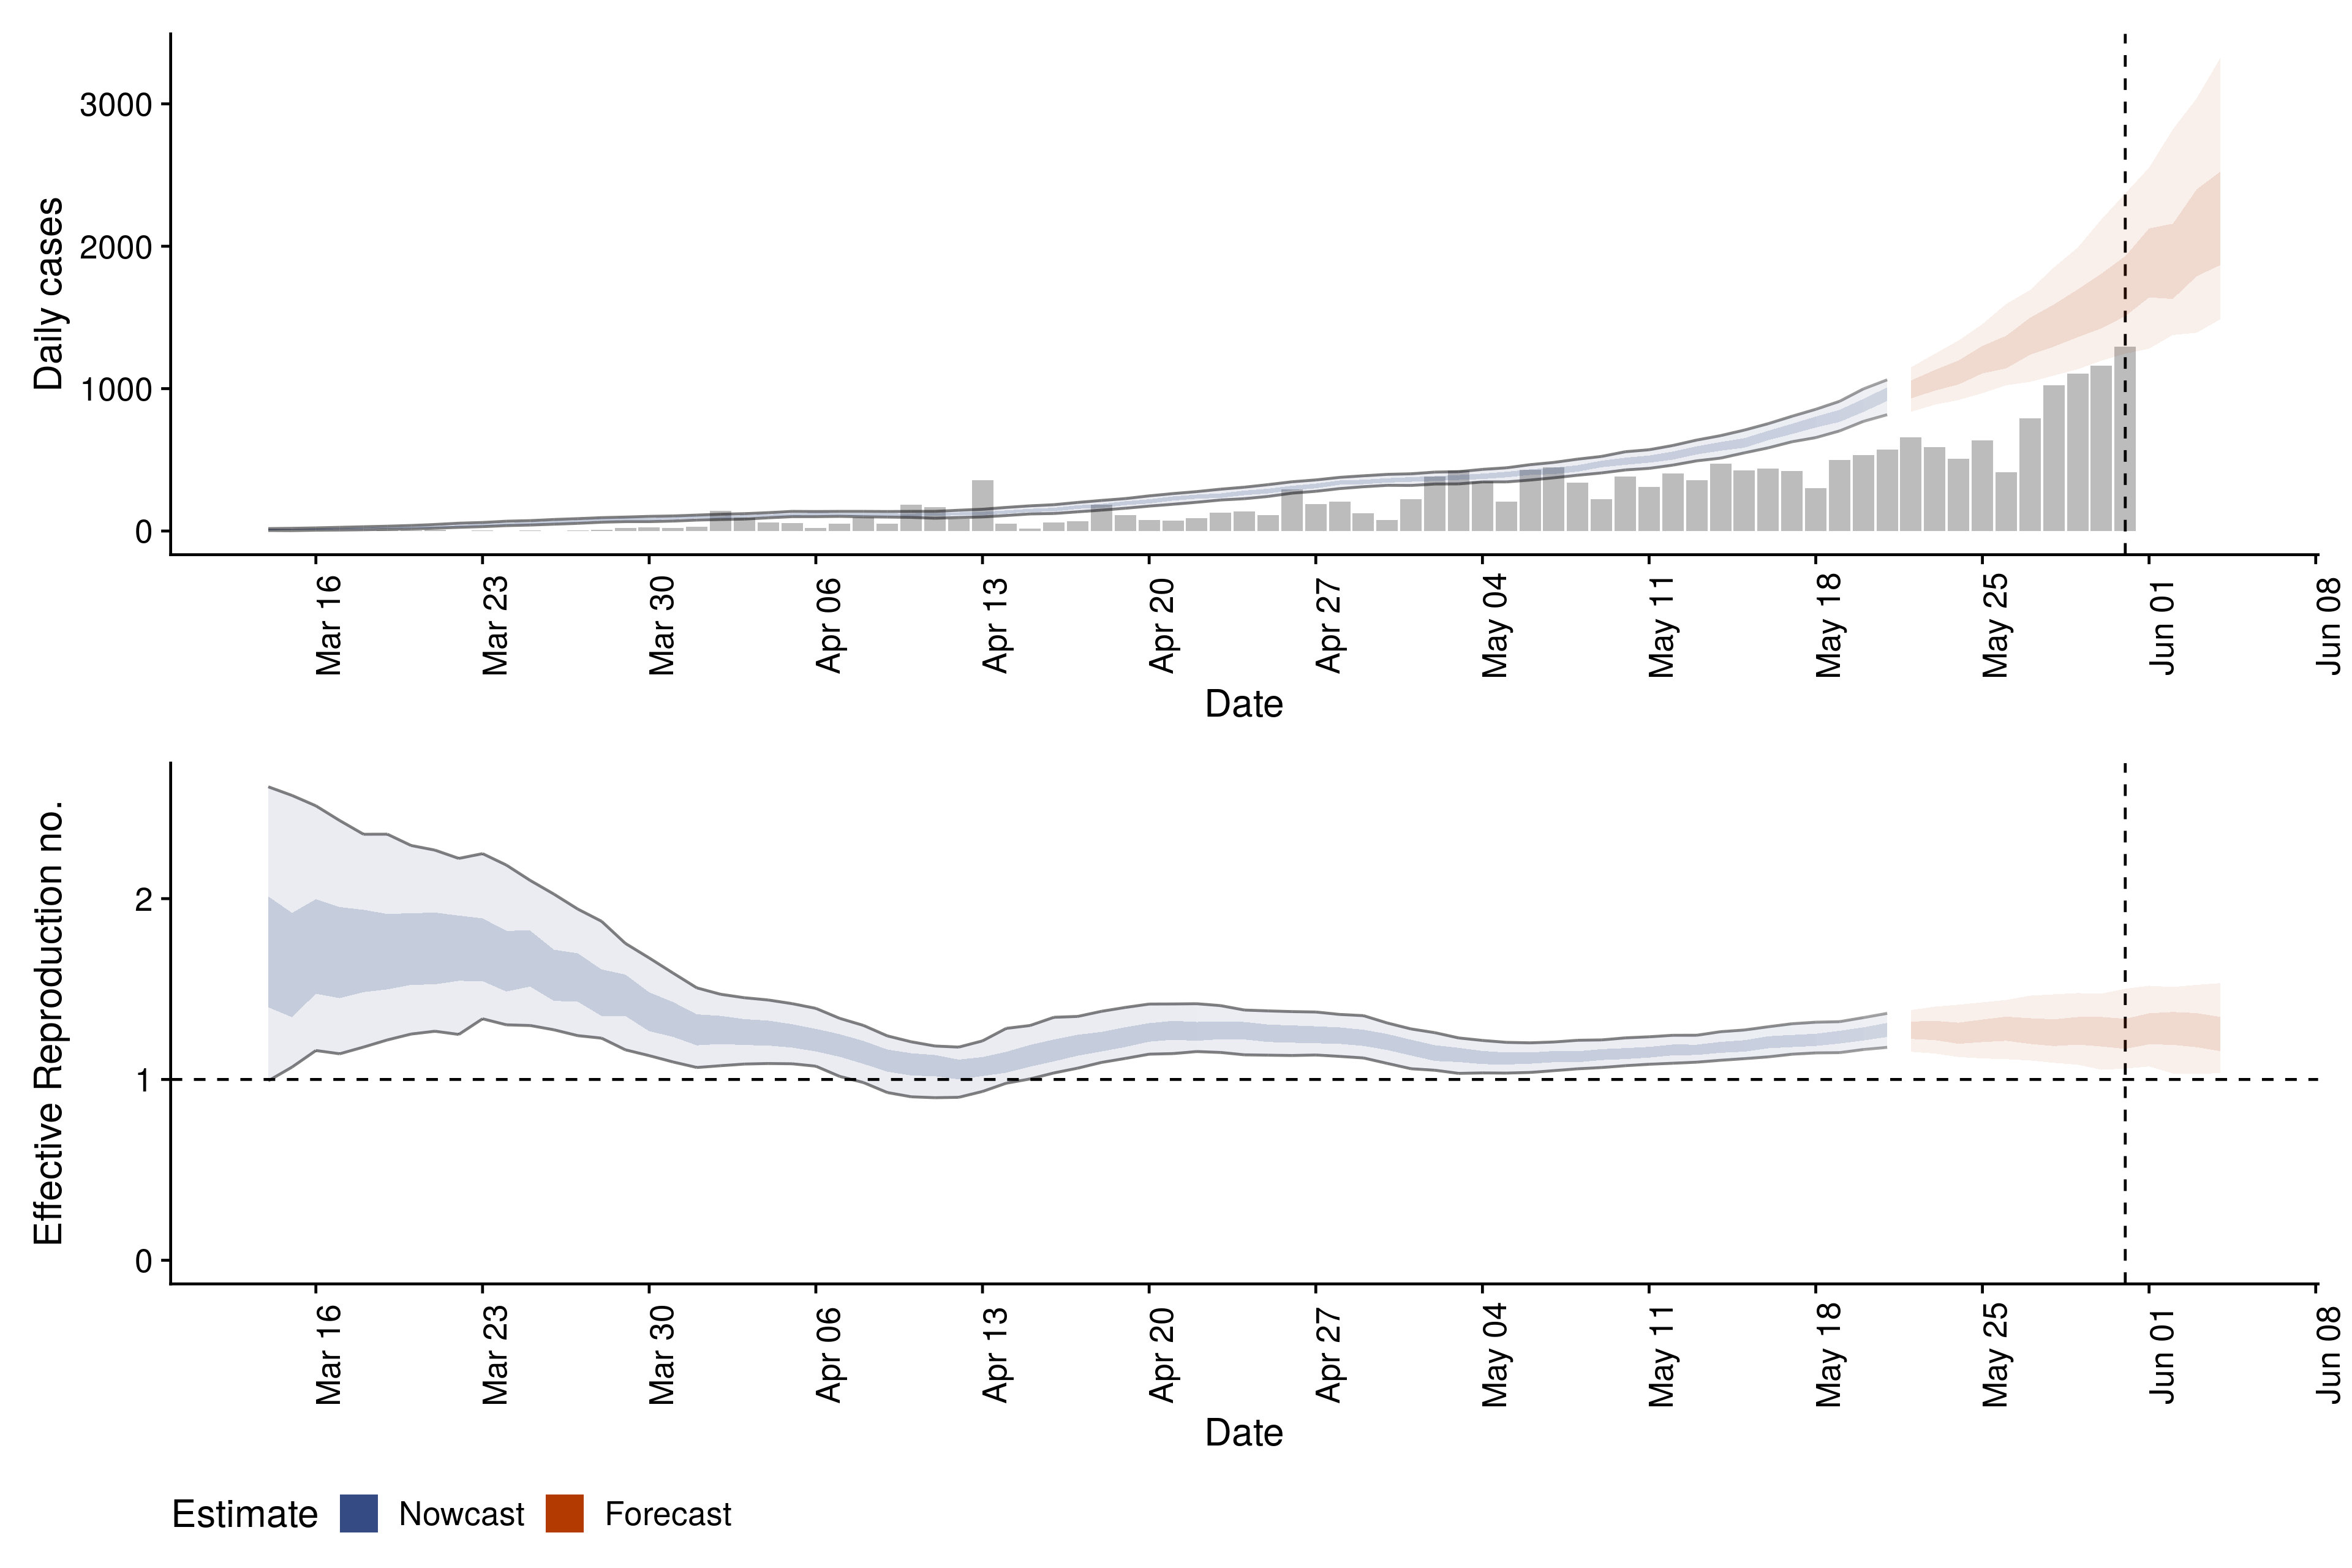 Daily cases
3000
2000
1000
0
Mar 16
Mar 23
Mar 30
Apr 06
Apr 13
Apr 20
Apr 27
May 04
May 11
May 18
May 25
Jun 01
Jun 08
Date
Effective Reproduction no.
2
1
0
Mar 16
Mar 23
Mar 30
Apr 06
Apr 13
Apr 20
Apr 27
May 04
May 11
May 18
May 25
Jun 01
Jun 08
Date
Estimate Nowcast Forecast